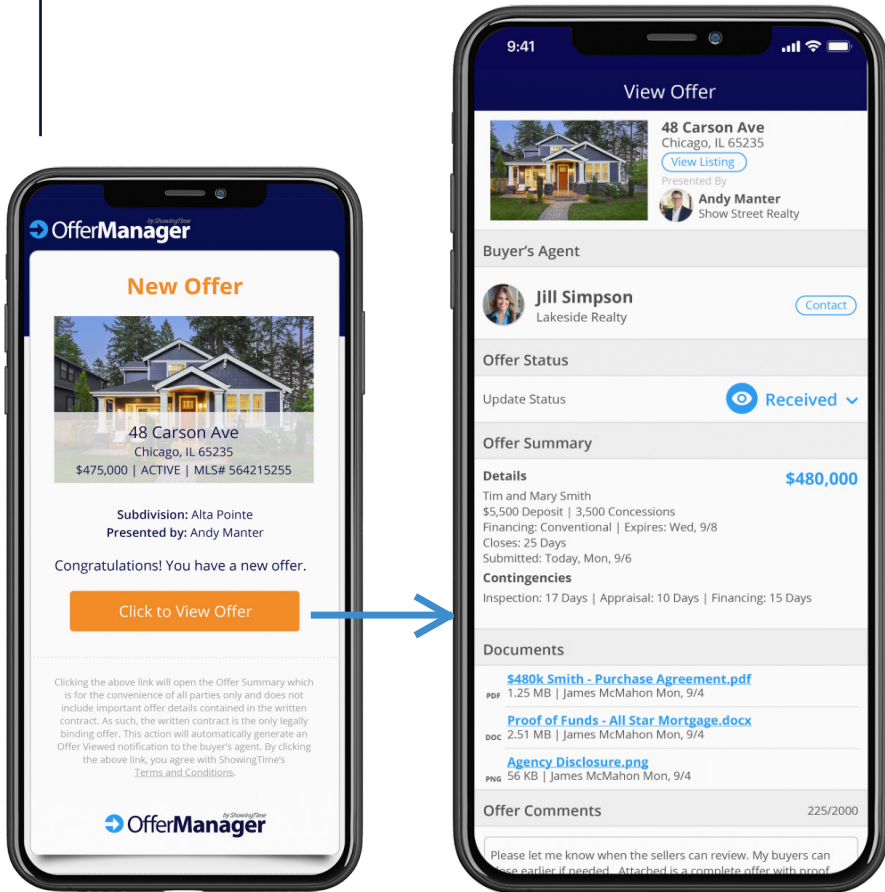 by ShowingTime
OfferManager
New Offer
48 Carson Ave
Chicago, IL 65235
$475,000 | ACTIVE | MLS# 564215255
Subdivision: Alta Pointe
Presented by: Andy Manter
Congratulations! You have a new offer.
Click to View Offer
Clicking the above link will open the Offer Summary which
is for the convenience of all parties only and does not
include important offer details contained in the written
contract. As such, the written contract is the only legally
binding offer. This action will automatically generate an
Offer Viewed notification to the buyer's agent. By clicking
the above link, you agree with ShowingTime's
Terms and Conditions.
by ShowingTime
OfferManager
9:41
View Offer
48 Carson Ave
Chicago, IL 65235
View Listing
Presented By
Andy Manter
Show Street Realty
Buyer's Agent
Jill Simpson
Lakeside Realty
Contact
Offer Status
Update Status
Received
Offer Summary
Details
$480,000
Tim and Mary Smith
$5,500 Deposit | 3,500 Concessions
Financing: Conventional | Expires: Wed, 9/8
Closes: 25 Days
Submitted: Today, Mon, 9/6
Contingencies
Inspection: 17 Days | Appraisal: 10 Days | Financing: 15 Days
Documents
$480k Smith - Purchase Agreement.pdf
PDF 1.25 MB | James McMahon Mon, 9/4
Proof of Funds - All Star Mortgage.docx
DOC 2.51 MB | James McMahon Mon, 9/4
Agency Disclosure.png
PNG 56 KB | James McMahon Mon, 9/4
Offer Comments 225/2000
Please let me know when the sellers can review. My buyers can
close earlier if needed. Attached is a complete offer with proof